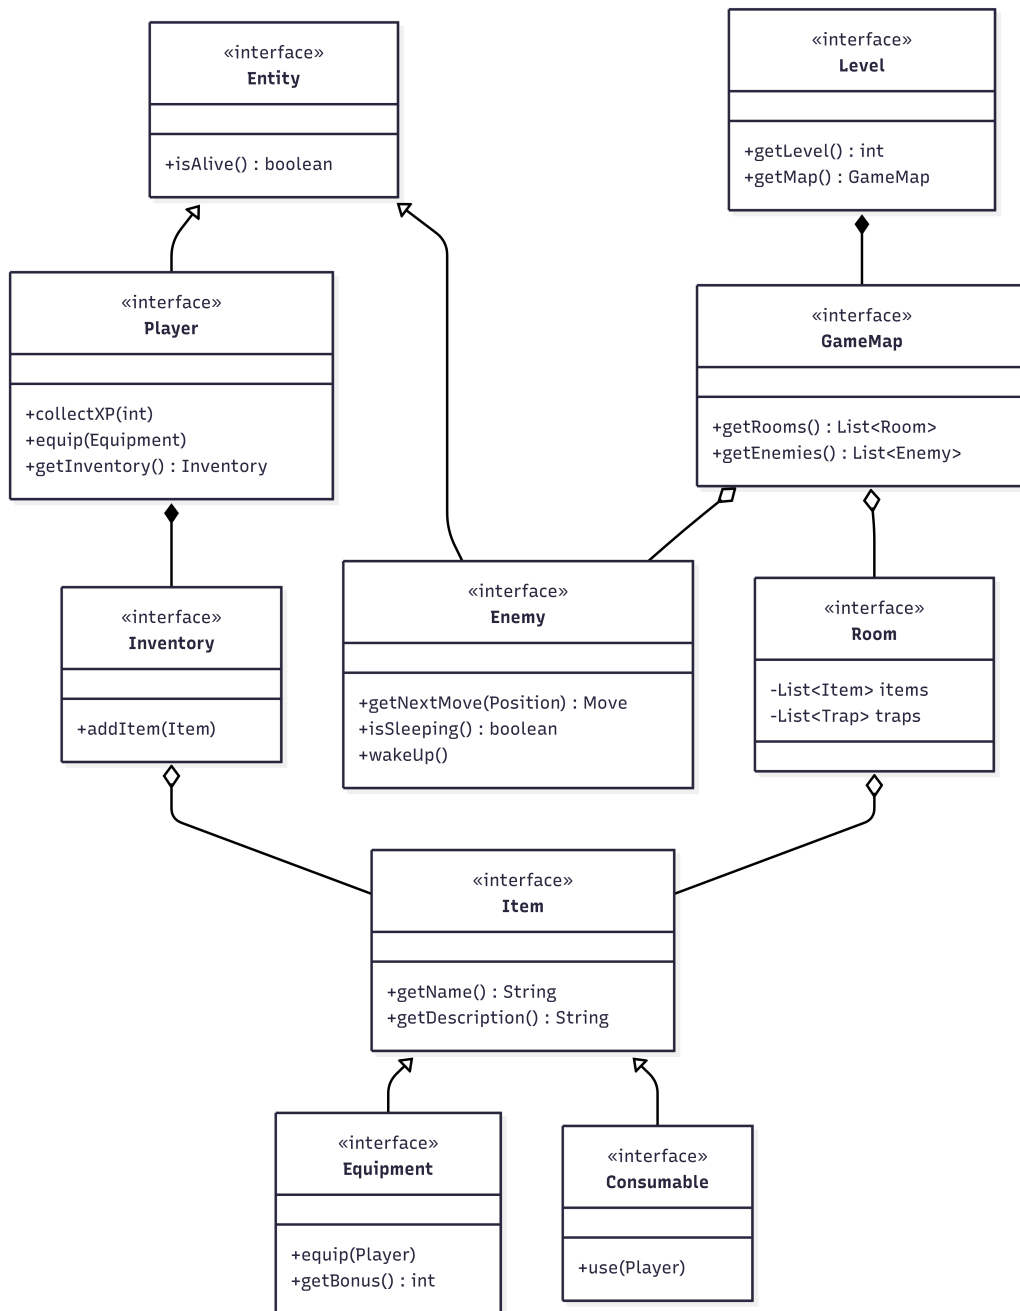 «interface»
Entity
+isAlive() : boolean
«interface»
Level
+getLevel() : int
+getMap() : GameMap
«interface»
Player
+collectXP(int)
+equip(Equipment)
+getInventory() : Inventory
«interface»
GameMap
+getRooms() : List<Room>
+getEnemies() : List<Enemy>
«interface»
Inventory
+addItem(Item)
«interface»
Enemy
+getNextMove(Position) : Move
+isSleeping() : boolean
+wakeUp()
«interface»
Room
-List<Item> items
-List<Trap> traps
«interface»
Item
+getName() : String
+getDescription() : String
«interface»
Equipment
+equip(Player)
+getBonus() : int
«interface»
Consumable
+use(Player)